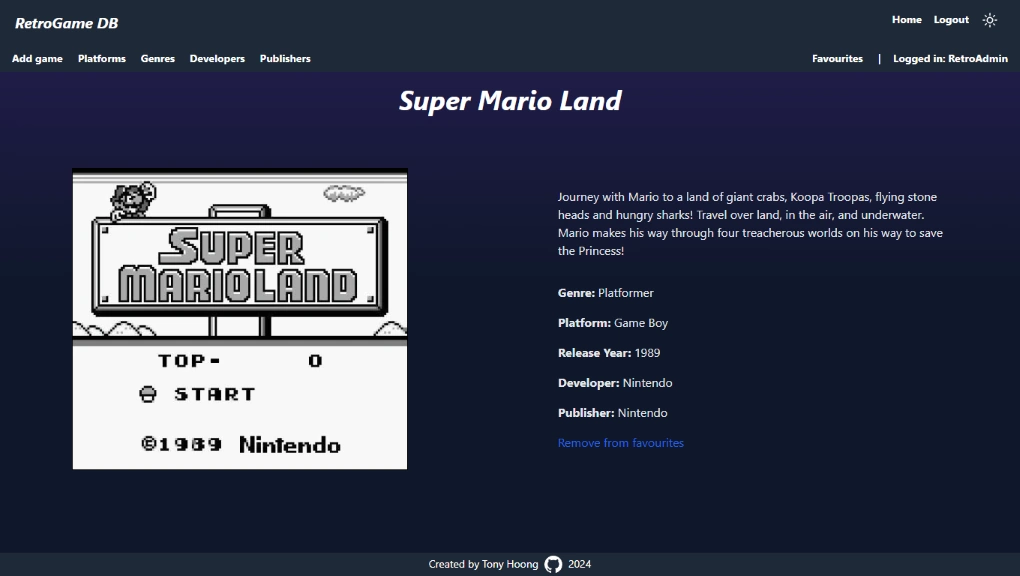 RetroGame DB
Home Logout
Add game Platforms Genres Developers Publishers
Favourites | Logged in: RetroAdmin
Super Mario Land
SUPER
MARIOLAND
TOP- 0
START
©1989 Nintendo
Journey with Mario to a land of giant crabs, Koopa Troopas, flying stone
heads and hungry sharks! Travel over land, in the air, and underwater.
Mario makes his way through four treacherous worlds on his way to save
the Princess!
Genre: Platformer
Platform: Game Boy
Release Year: 1989
Developer: Nintendo
Publisher: Nintendo
Remove from favourites
Created by Tony Hoong 2024